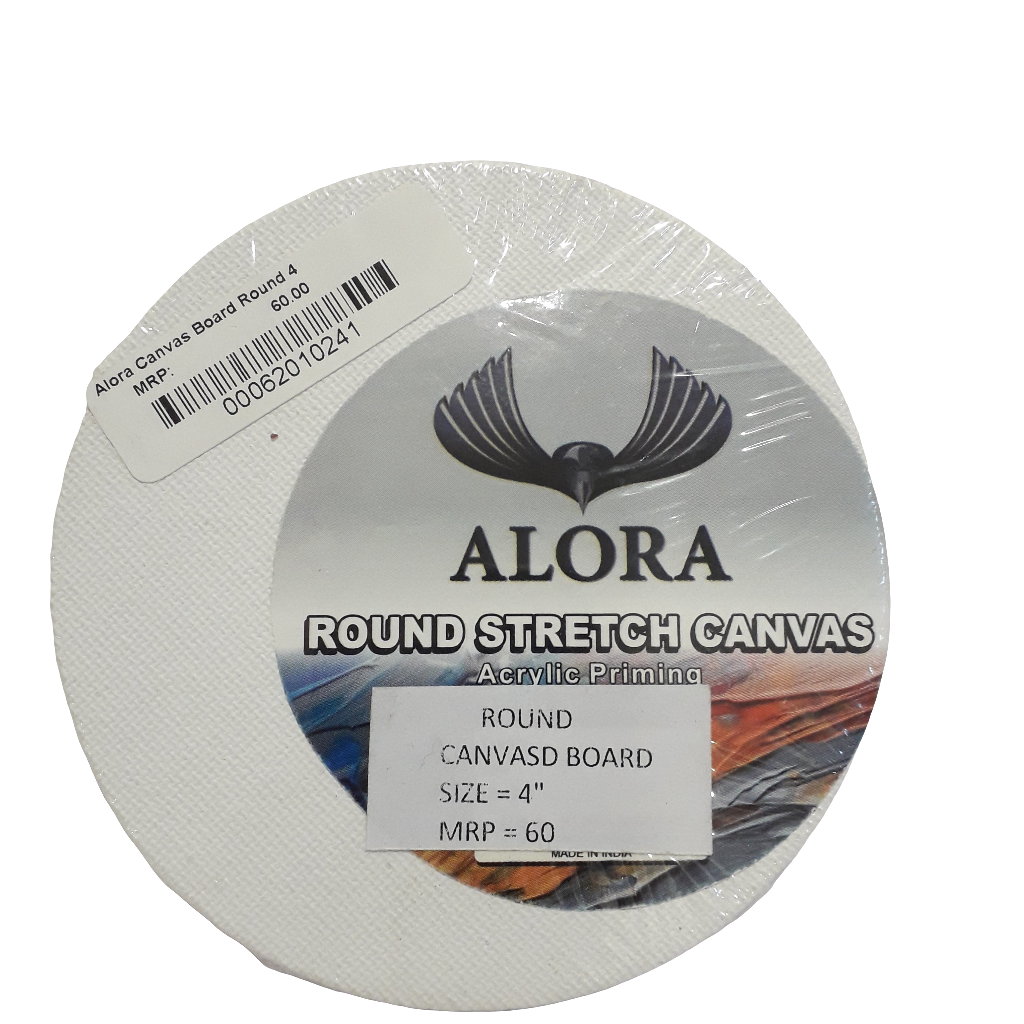 Alora Canvas Board Round 4
MRP: 60.00
00062010241
ALORA
ROUND STRETCH CANVAS
Acrylic Priming
ROUND
CANVASD BOARD
SIZE = 4"
MRP = 60
MADE IN INDIA